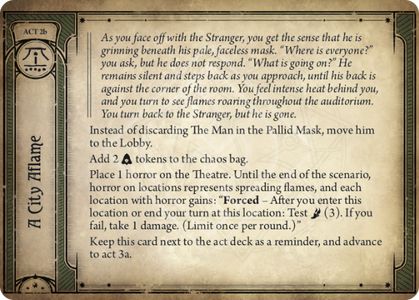 ACT 2b
A City Aflame
As you face off with the Stranger, you get the sense that he is
grinning beneath his pale, faceless mask. “Where is everyone?”
you ask, but he does not respond. “What is going on?” He
remains silent and steps back as you approach, until his back is
against the corner of the room. You feel intense heat behind you,
and you turn to see flames roaring throughout the auditorium.
You turn back to the Stranger, but he is gone.
Instead of discarding The Man in the Pallid Mask, move him
to the Lobby.
Add 2 tokens to the chaos bag.
Place 1 horror on the Theatre. Until the end of the scenario,
horror on locations represents spreading flames, and each
location with horror gains: “Forced – After you enter this
location or end your turn at this location: Test (3). If you
fail, take 1 damage. (Limit once per round.)”
Keep this card next to the act deck as a reminder, and advance
to act 3a.